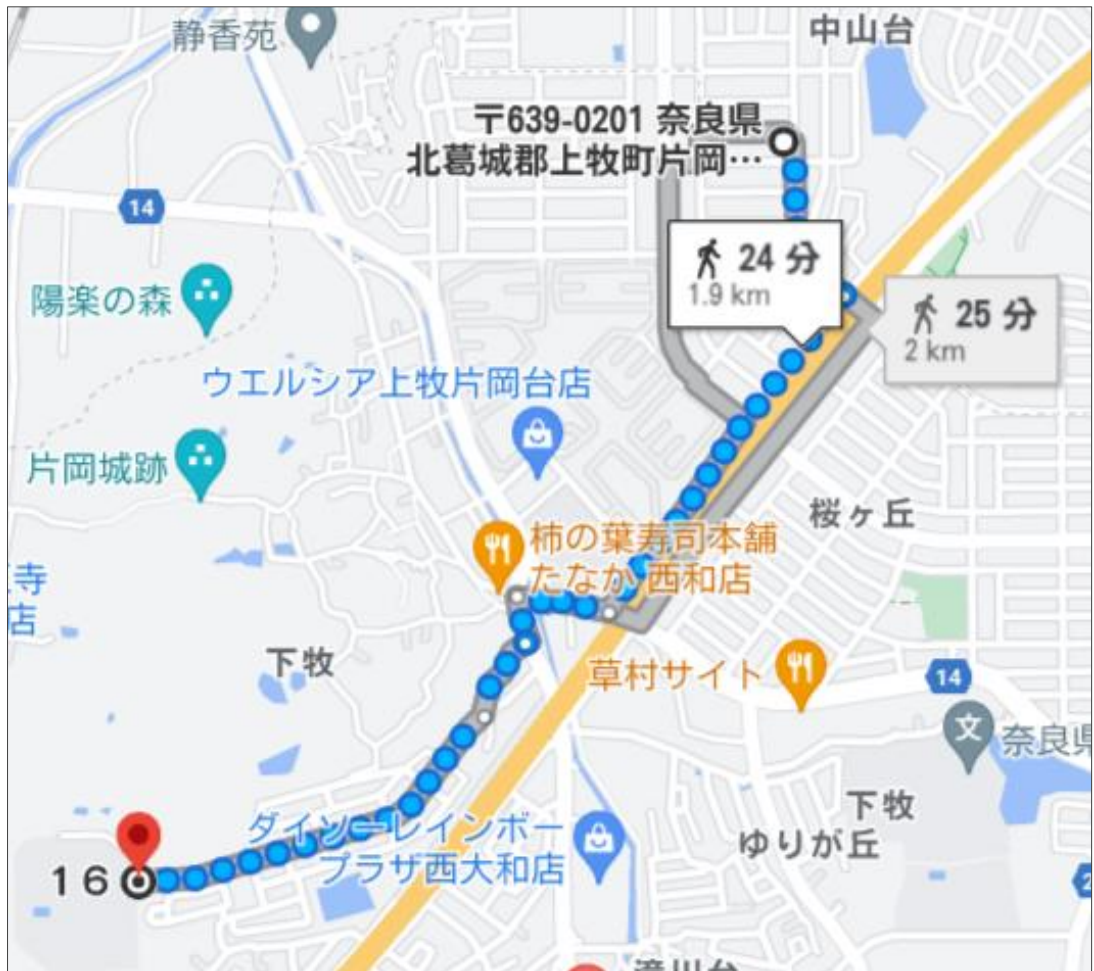 静香苑
中山台
〒639-0201 奈良県
北葛城郡上牧町片岡…
14
24 分
1.9 km
陽楽の森
25 分
2 km
ウエルシア上牧片岡台店
片岡城跡
桜ヶ丘
柿の葉寿司本舗
たなか 西和店
寺
店
下牧
草村サイト
14
文
奈良県
下牧
ダイソーレインボー
プラザ西大和店
ゆりが丘
16
2
滝川台